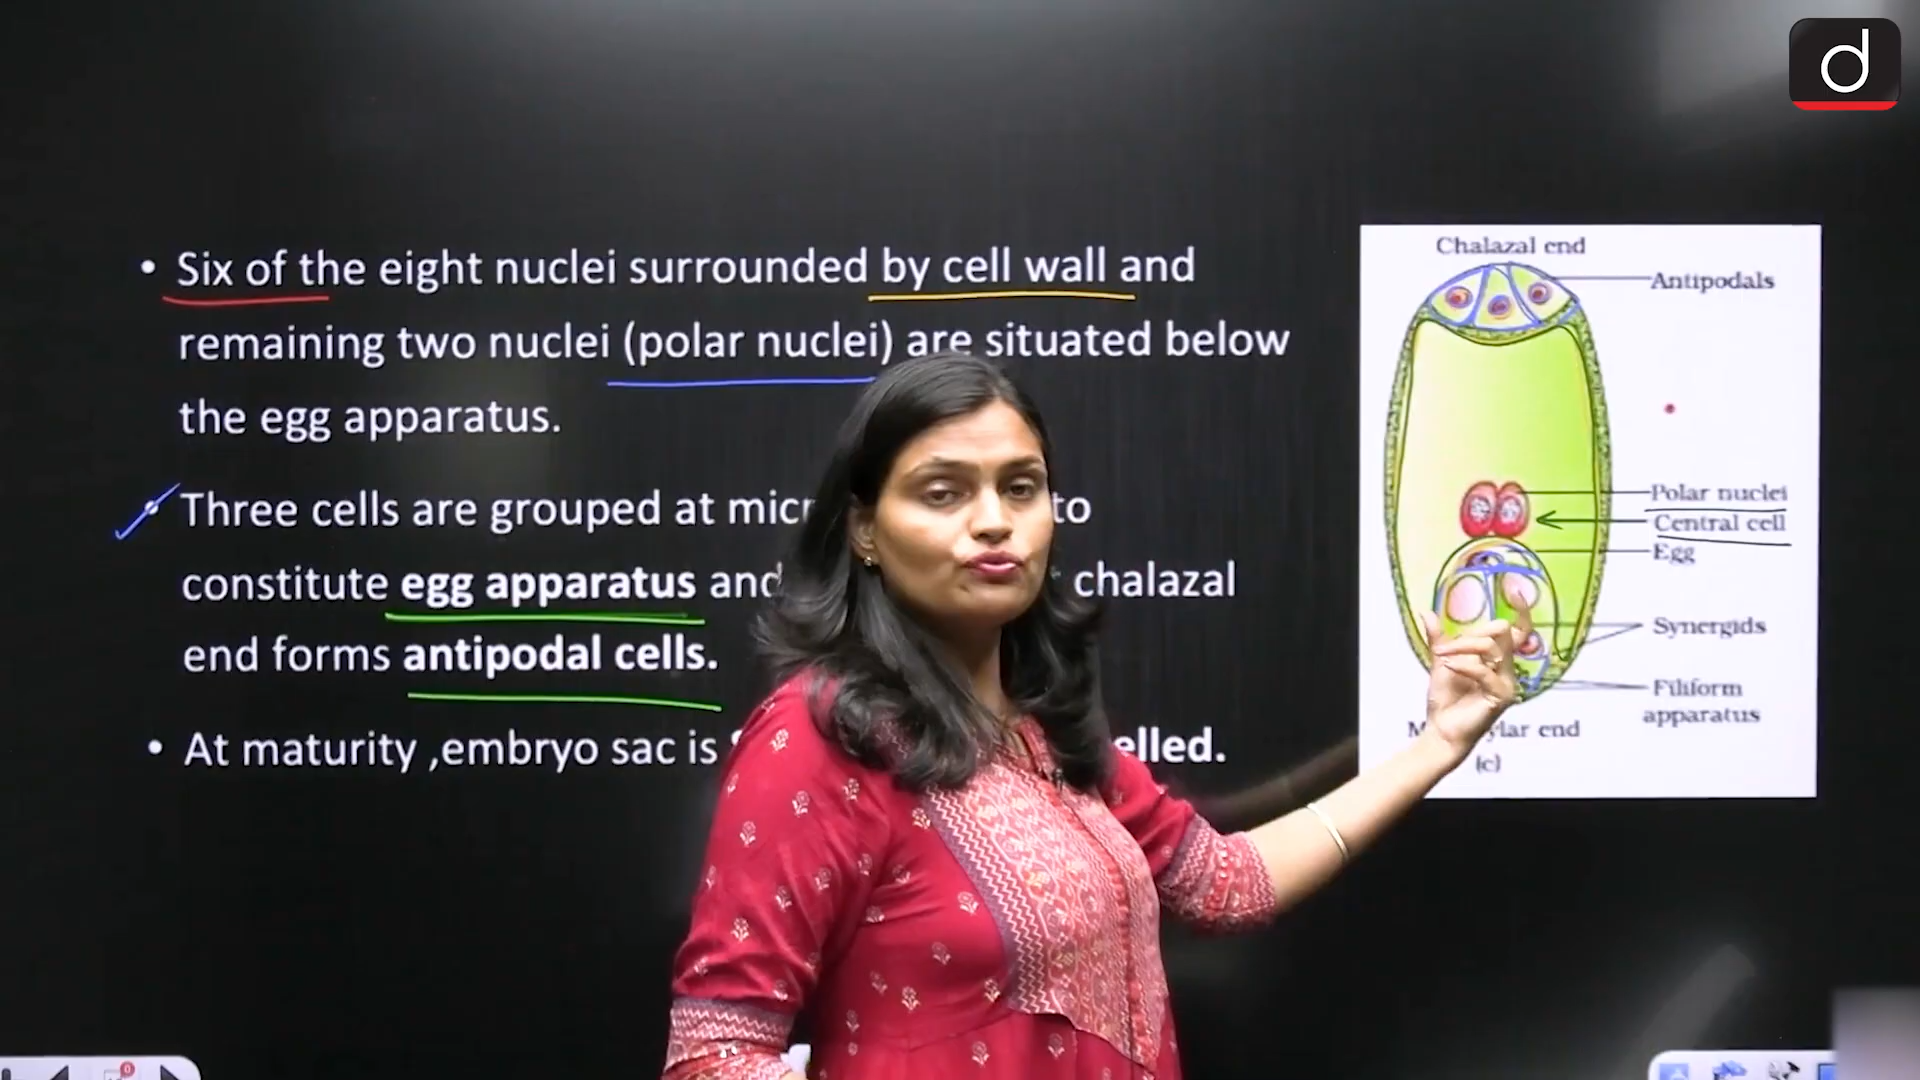 d
• Six of the eight nuclei surrounded by cell wall and
remaining two nuclei (polar nuclei) are situated below
the egg apparatus.
Three cells are grouped at to
constitute egg apparatus and chalazal
end forms antipodal cells.
• At maturity ,embryo sac is
Chalazal end
Antipodals
Polar nuclei
Central cell
Egg
Synergids
Filiform
apparatus
end
(c)
0